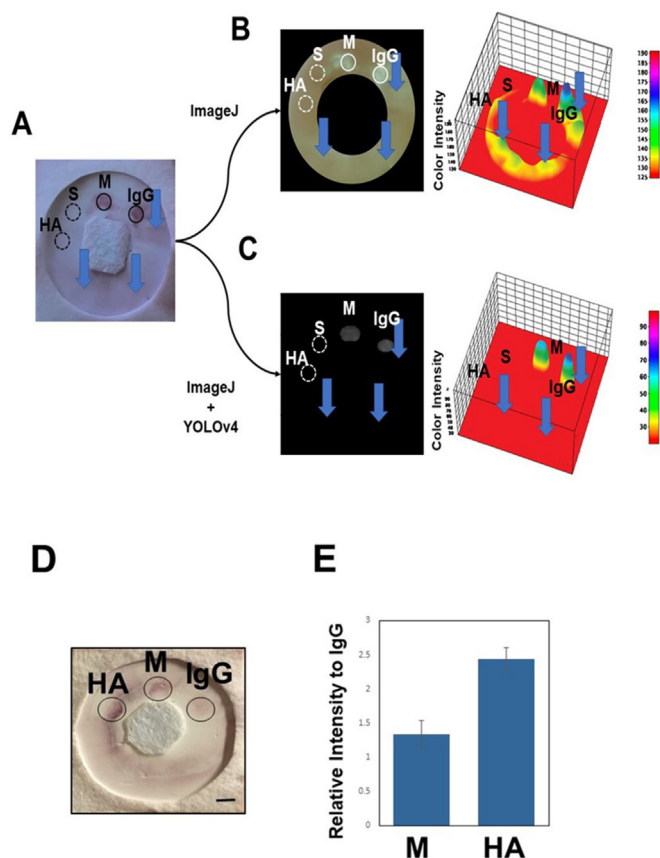 B
M
S
IgG
HA
ImageJ
Color Intensity
S
M
HA
IgG
190
185
180
175
170
165
160
155
150
145
140
135
130
125
A
M
S
IgG
HA
C
M
S
IgG
HA
ImageJ
+
YOLOv4
Color Intensity
M
S
HA
IgG
90
80
70
60
50
40
30
D
HA
M
IgG
E
Relative Intensity to IgG
3
2.5
2
1.5
1
0.5
0
M
HA